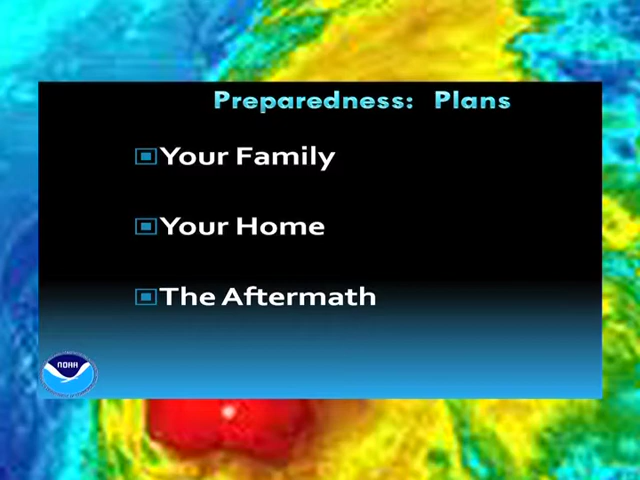 Preparedness: Plans
Your Family
Your Home
The Aftermath
NOAA